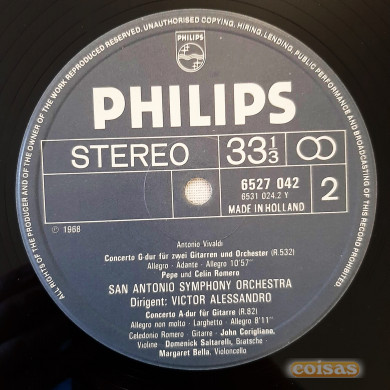 ALL RIGHTS OF THE PRODUCER AND OF THE OWNER OF THE WORK REPRODUCED RESERVED. UNAUTHORISED COPYING, HIRING, LENDING, PUBLIC PERFORMANCE AND BROADCASTING OF THIS RECORD PROHIBITED.
PHILIPS
PHILIPS
STEREO 33 1/3
6527 042
6531 024.2 Y
MADE IN HOLLAND
2
℗ 1968
Antonio Vivaldi
Concerto G-dur für zwei Gitarren und Orchester (R.532)
Allegro - Adante - Allegro 10'57"
Pepe und Celin Romero
SAN ANTONIO SYMPHONY ORCHESTRA
Dirigent: VICTOR ALESSANDRO
Concerto A-dur für Gitarre (R.82)
Allegro non molto - Larghetto - Allegro 8'11"
Celedonio Romero - Gitarre - John Corigliano,
Violine - Domenick Saltarelli, Bratsche
Margaret Bella, Violoncello
coisas